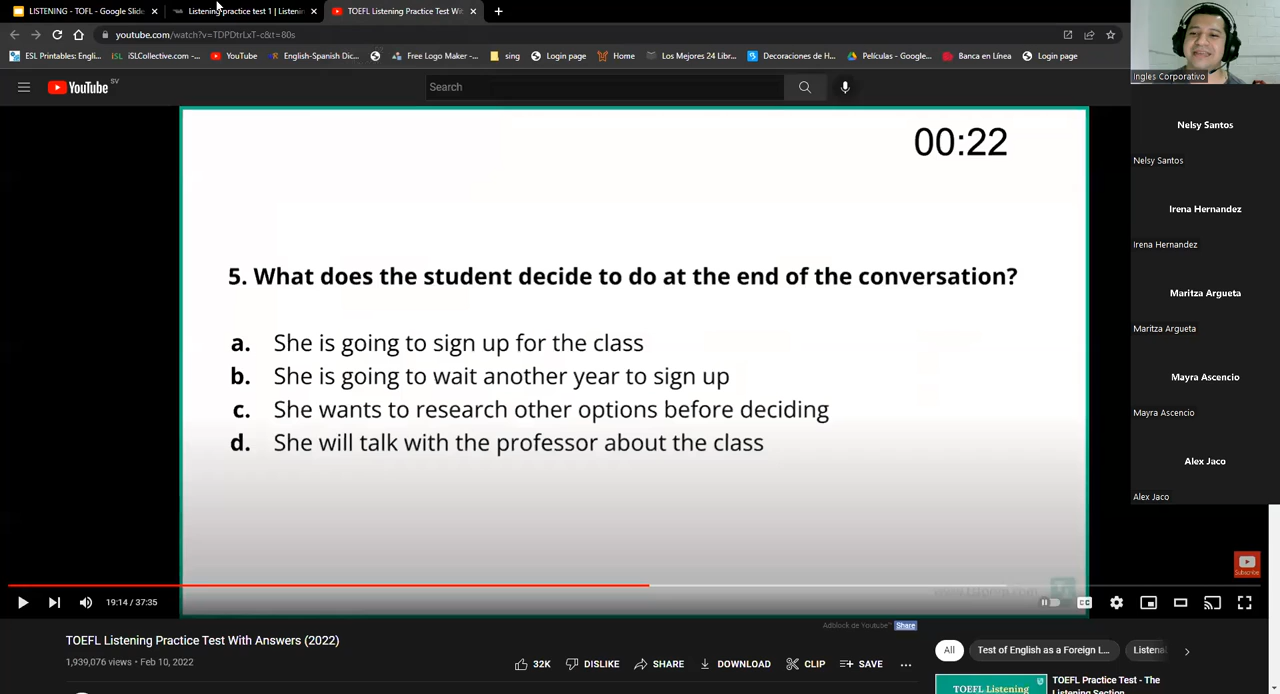 LISTENING - TOFL - Google Slide
Listening practice test 1 | Listenin
TOEFL Listening Practice Test Wit
youtube.com/watch?v=TDPDtrLxT-c&t=80s
ESL Printables: Engli...
iSL
iSLCollective.com -...
YouTube
English-Spanish Dic...
Free Logo Maker -...
sing
Login page
Home
Los Mejores 24 Libr...
Decoraciones de H...
Películas - Google...
Banca en Línea
Login page
YouTube SV
Search
Ingles Corporativo
00:22
Nelsy Santos
Nelsy Santos
Irena Hernandez
Irena Hernandez
Maritza Argueta
Maritza Argueta
Mayra Ascencio
Mayra Ascencio
Alex Jaco
Alex Jaco
5. What does the student decide to do at the end of the conversation?
a. She is going to sign up for the class
b. She is going to wait another year to sign up
c. She wants to research other options before deciding
d. She will talk with the professor about the class
Subscribe
19:14 / 37:35
CC
Adblock de Youtube™ Share
TOEFL Listening Practice Test With Answers (2022)
1,939,076 views • Feb 10, 2022
32K
DISLIKE
SHARE
DOWNLOAD
CLIP
SAVE
...
All
Test of English as a Foreign L...
Listena
TOEFL Listening
TOEFL Practice Test - The
Listening Section